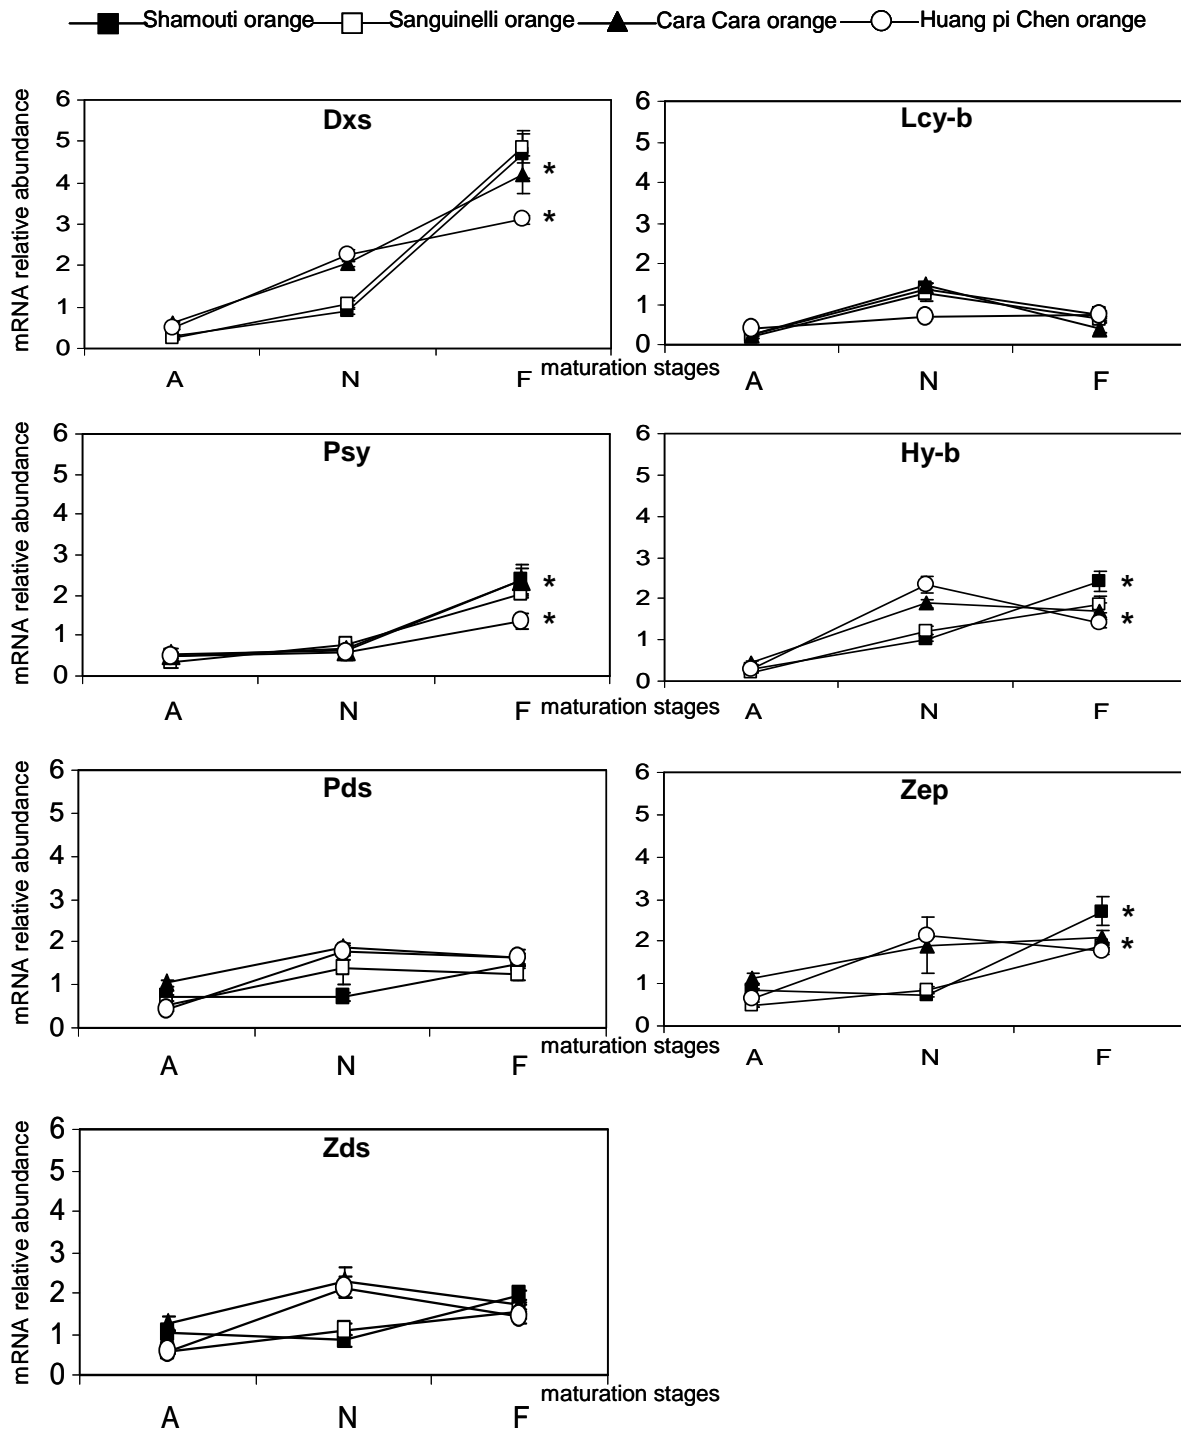 Shamouti orange Sanguinelli orange Cara Cara orange Huang pi Chen orange
mRNA relative abundance
Dxs
6
5
4
3
2
1
0
*
*
A N F
maturation stages
Lcy-b
6
5
4
3
2
1
0
A N F
mRNA relative abundance
Psy
6
5
4
3
2
1
0
*
*
A N F
maturation stages
Hy-b
6
5
4
3
2
1
0
*
*
A N F
mRNA relative abundance
Pds
6
5
4
3
2
1
0
A N F
maturation stages
Zep
6
5
4
3
2
1
0
*
*
A N F
mRNA relative abundance
Zds
6
5
4
3
2
1
0
A N F
maturation stages